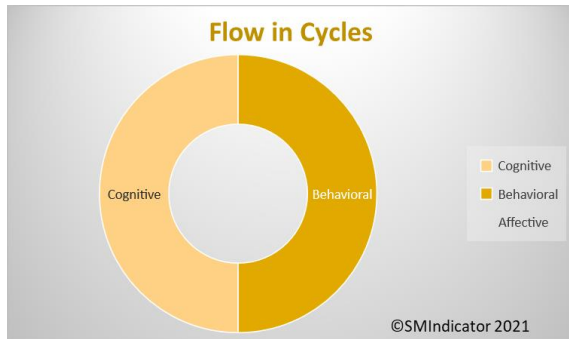 Flow in Cycles
Cognitive
Behavioral
Cognitive
Behavioral
Affective
©SMIndicator 2021